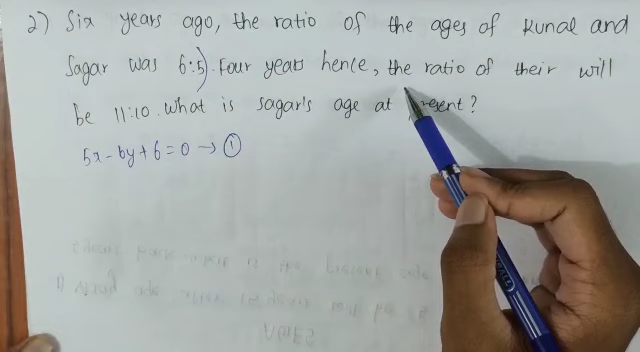 2) Six years ago, the ratio of the ages of Kunal and
Sagar was 6:5). Four years hence, the ratio of their will
be 11:10. What is sagar's age at present?
5x - 6y + 6 = 0 → ①